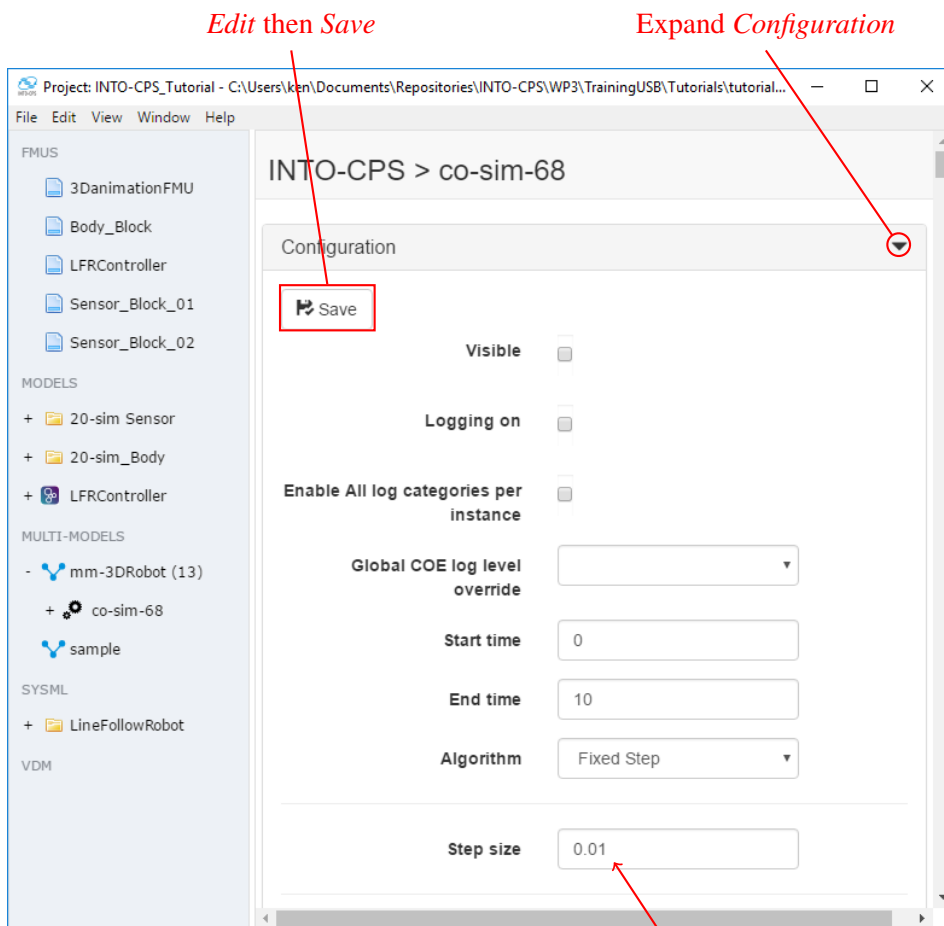 Edit then Save
Expand Configuration
Project: INTO-CPS_Tutorial - C:\Users\ken\Documents\Repositories\INTO-CPS\WP3\TrainingUSB\Tutorials\tutorial...
File Edit View Window Help
FMUS
3DanimationFMU
Body_Block
LFRController
Sensor_Block_01
Sensor_Block_02
MODELS
+ 20-sim Sensor
+ 20-sim_Body
+ LFRController
MULTI-MODELS
- mm-3DRobot (13)
+ co-sim-68
sample
SYSML
+ LineFollowRobot
VDM
INTO-CPS > co-sim-68
Configuration
Save
Visible
Logging on
Enable All log categories per
instance
Global COE log level
override
Start time 0
End time 10
Algorithm Fixed Step
Step size 0.01